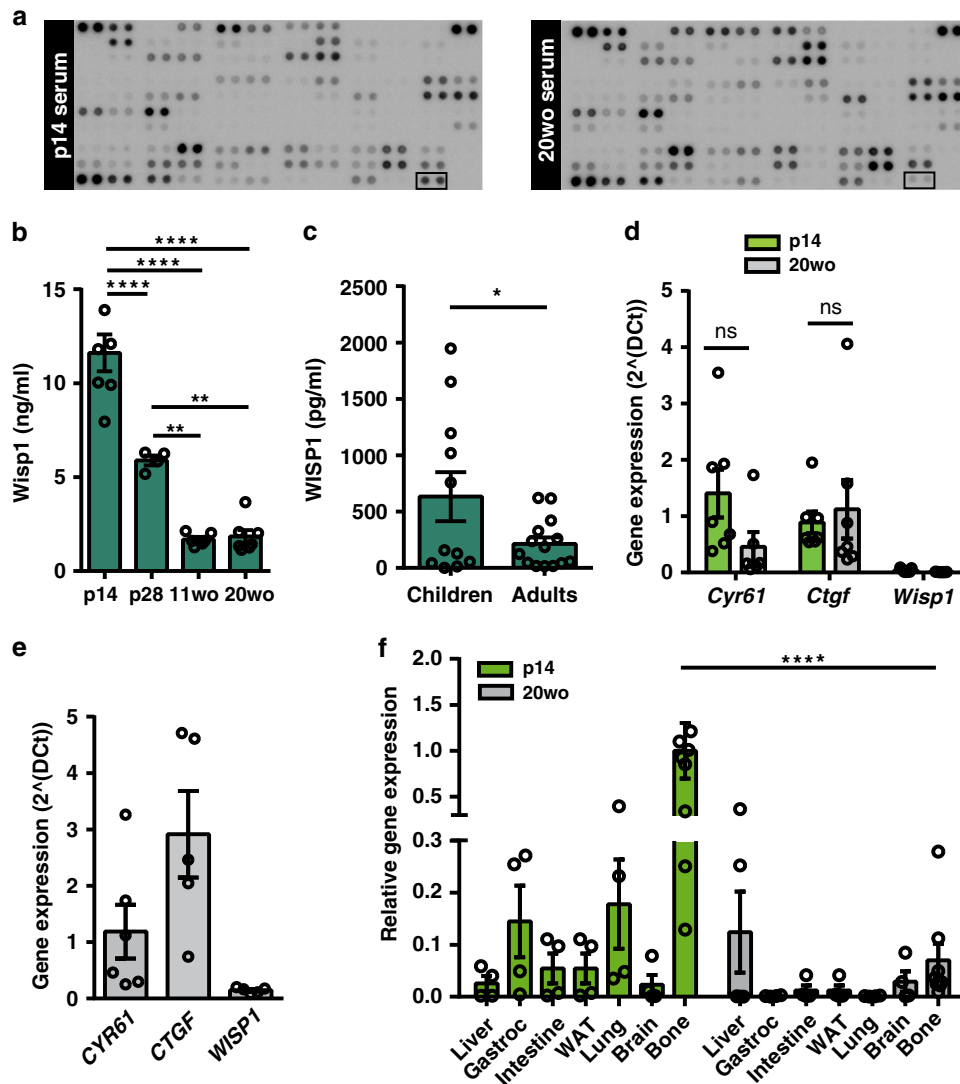 a
p14 serum
20wo serum
b
****
****
****
**
**
Wisp1 (ng/ml)
15
10
5
0
p14 p28 11wo 20wo
c
*
WISP1 (pg/ml)
2500
2000
1500
1000
500
0
Children Adults
d
p14
20wo
ns ns
Gene expression (2^(DCt))
5
4
3
2
1
0
Cyr61 Ctgf Wisp1
e
Gene expression (2^(DCt))
5
4
3
2
1
0
CYR61 CTGF WISP1
f
p14
20wo
****
Relative gene expression
2.0
1.5
1.0
0.5
0.3
0.2
0.1
0.0
Liver Gastroc Intestine WAT Lung Brain Bone Liver Gastroc Intestine WAT Lung Brain Bone